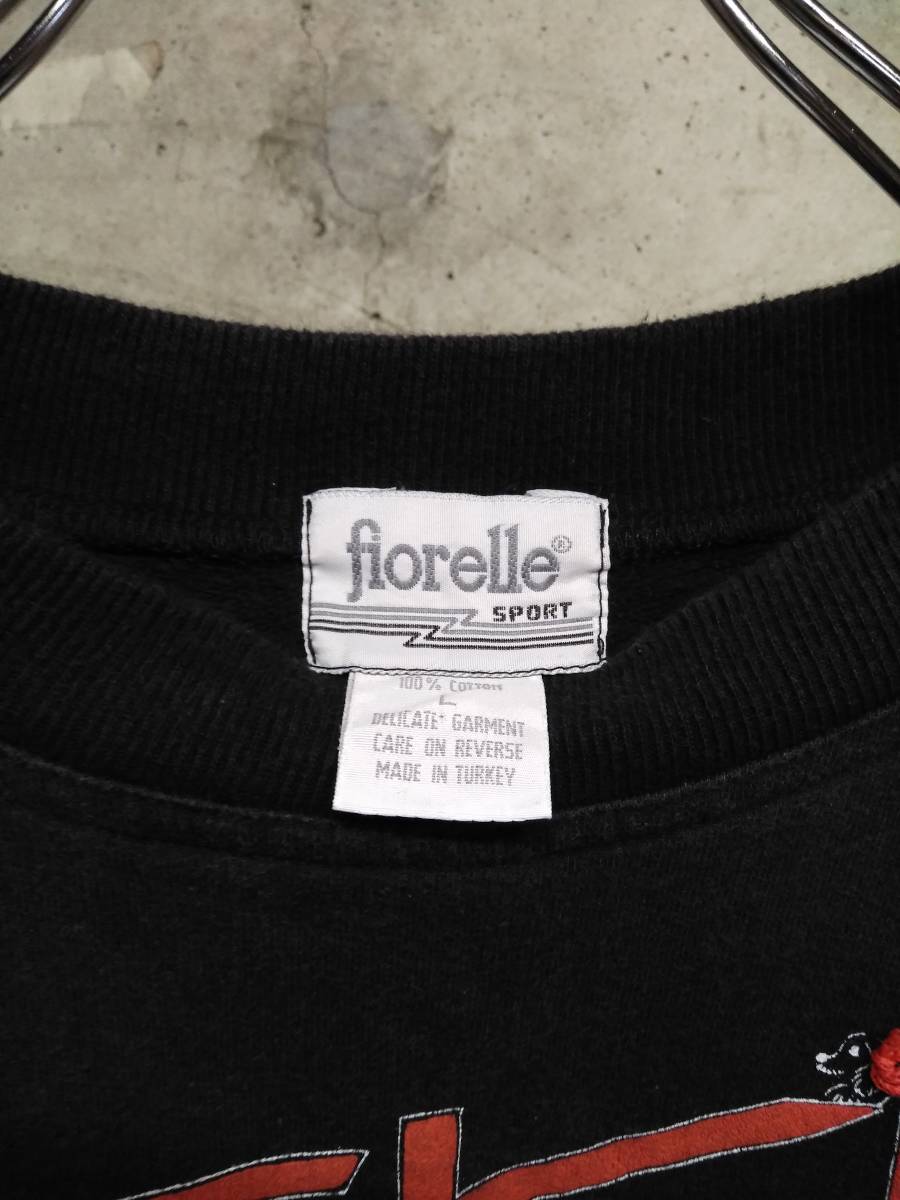 fiorelle®
SPORT
100% COTTON
L
DELICATE* GARMENT
CARE ON REVERSE
MADE IN TURKEY